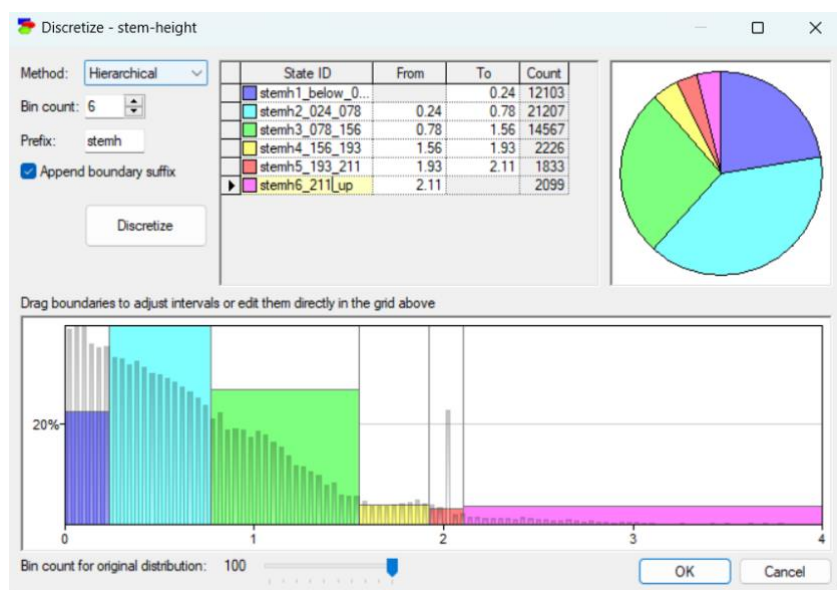 Discretize - stem-height
Method: Hierarchical
Bin count: 6
Prefix: stemh
Append boundary suffix
Discretize
State ID From To Count
stemh1_below_0... 0.24 12103
stemh2_024_078 0.24 0.78 21207
stemh3_078_156 0.78 1.56 14567
stemh4_156_193 1.56 1.93 2226
stemh5_193_211 1.93 2.11 1833
stemh6_211_up 2.11 2099
Drag boundaries to adjust intervals or edit them directly in the grid above
20%
0 1 2 3 4
Bin count for original distribution: 100
OK Cancel